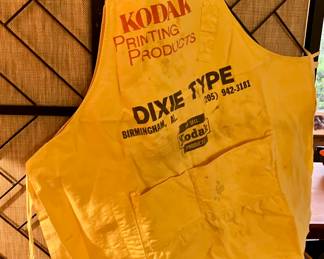 KODAK
PRINTING
PRODUCTS
DIXIE TYPE
BIRMINGHAM, AL. (205) 942-3181
Kodak